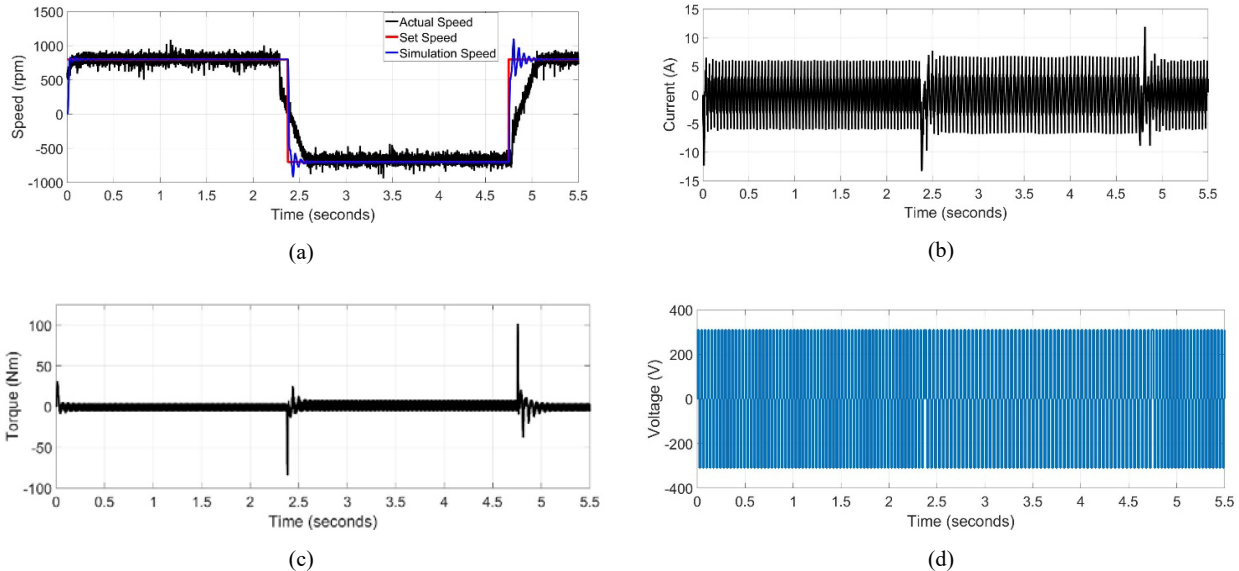 Actual Speed
Set Speed
Simulation Speed
1000
500
0
-500
-1000
Speed (rpm)
0 0.5 1 1.5 2 2.5 3 3.5 4 4.5 5 5.5
Time (seconds)
(a)
15
10
5
0
-5
-10
-15
Current (A)
0 0.5 1 1.5 2 2.5 3 3.5 4 4.5 5 5.5
Time (seconds)
(b)
100
50
0
-50
-100
Torque (Nm)
0 0.5 1 1.5 2 2.5 3 3.5 4 4.5 5 5.5
Time (seconds)
(c)
400
200
0
-200
-400
Voltage (V)
0 0.5 1 1.5 2 2.5 3 3.5 4 4.5 5 5.5
Time (seconds)
(d)